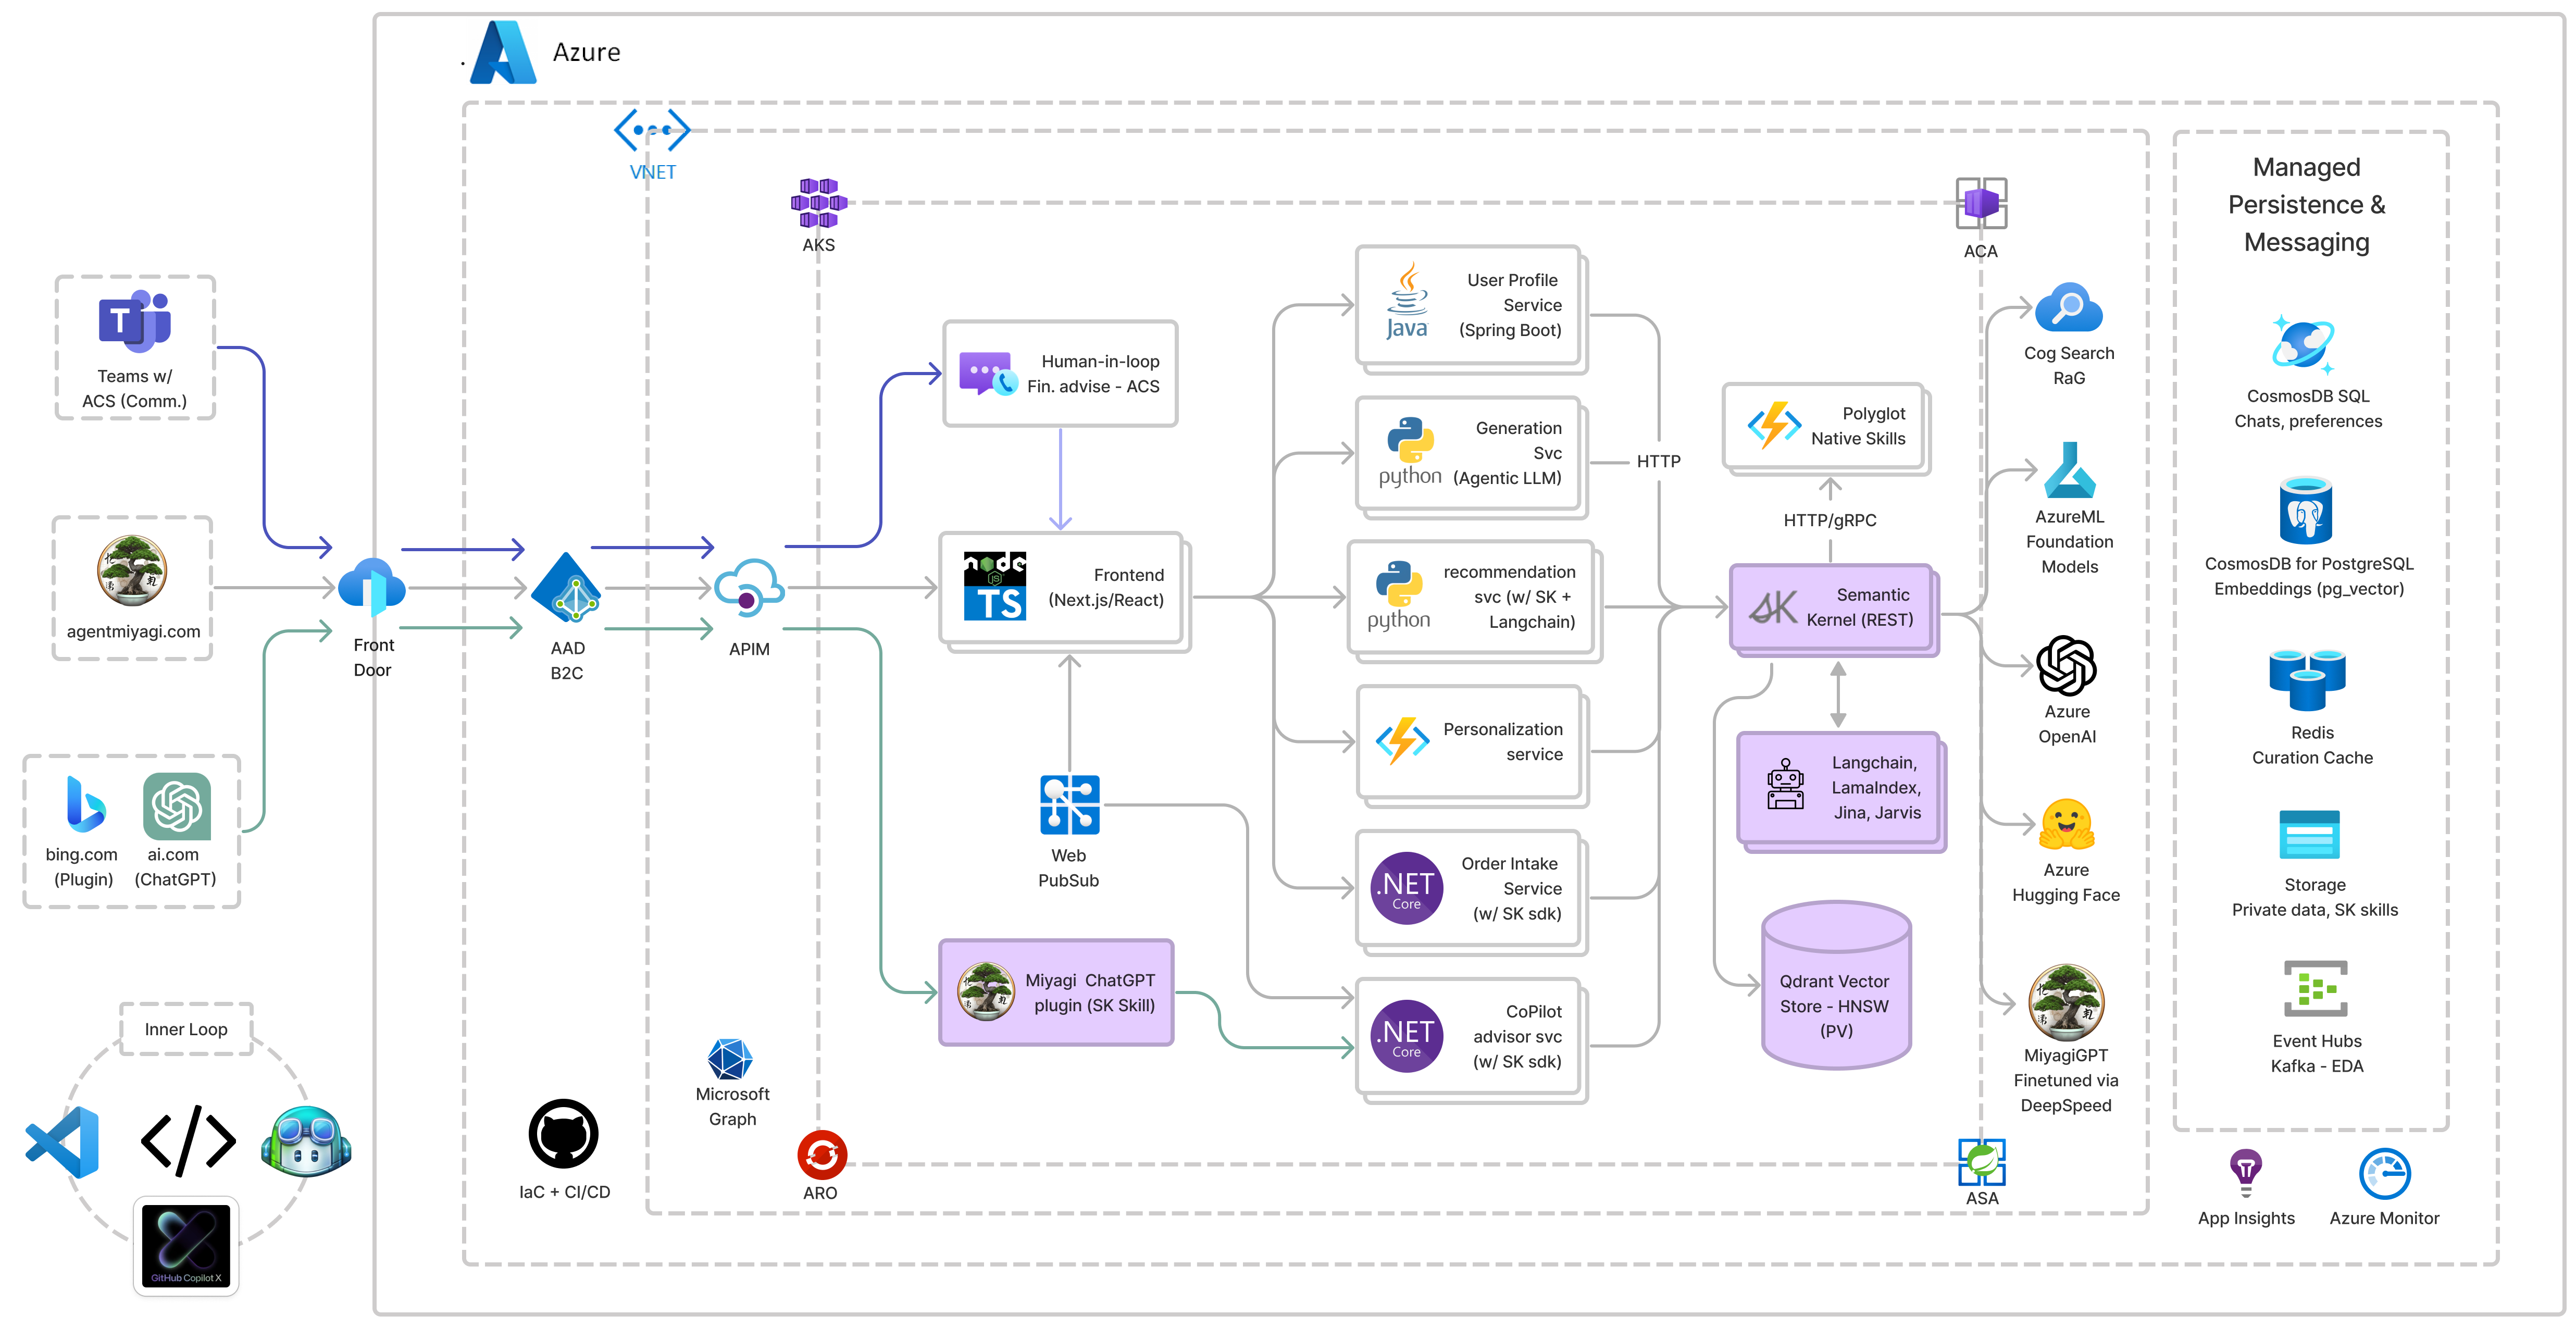 Azure
VNET
AKS
ACA
Managed
Persistence &
Messaging
T
Teams w/
ACS (Comm.)
agentmiyagi.com
bing.com
(Plugin)
ai.com
(ChatGPT)
Inner Loop
GitHub Copilot X
Front
Door
AAD
B2C
APIM
Microsoft
Graph
IaC + CI/CD
ARO
ASA
Human-in-loop
Fin. advise - ACS
node
JS
TS
Frontend
(Next.js/React)
Web
PubSub
Miyagi ChatGPT
plugin (SK Skill)
Java
User Profile
Service
(Spring Boot)
python
Generation
Svc
(Agentic LLM)
python
recommendation
svc (w/ SK +
Langchain)
Personalization
service
.NET
Core
Order Intake
Service
(w/ SK sdk)
.NET
Core
CoPilot
advisor svc
(w/ SK sdk)
HTTP
Polyglot
Native Skills
HTTP/gRPC
SK
Semantic
Kernel (REST)
Langchain,
LamaIndex,
Jina, Jarvis
Qdrant Vector
Store - HNSW
(PV)
Cog Search
RaG
AzureML
Foundation
Models
Azure
OpenAI
Azure
Hugging Face
MiyagiGPT
Finetuned via
DeepSpeed
CosmosDB SQL
Chats, preferences
CosmosDB for PostgreSQL
Embeddings (pg_vector)
Redis
Curation Cache
Storage
Private data, SK skills
Event Hubs
Kafka - EDA
App Insights
Azure Monitor